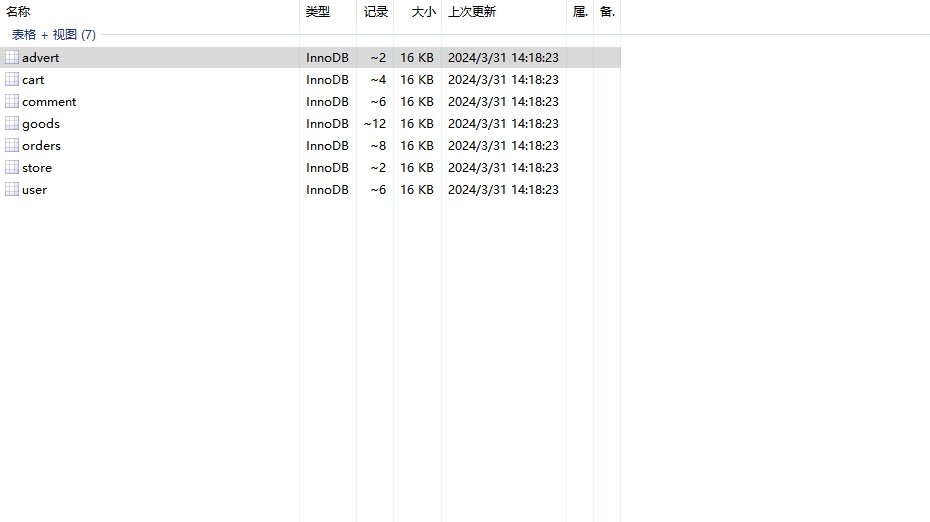 名称 类型 记录 大小 上次更新 属. 备.
表格 + 视图 (7)
advert InnoDB ~2 16 KB 2024/3/31 14:18:23
cart InnoDB ~4 16 KB 2024/3/31 14:18:23
comment InnoDB ~6 16 KB 2024/3/31 14:18:23
goods InnoDB ~12 16 KB 2024/3/31 14:18:23
orders InnoDB ~8 16 KB 2024/3/31 14:18:23
store InnoDB ~2 16 KB 2024/3/31 14:18:23
user InnoDB ~6 16 KB 2024/3/31 14:18:23